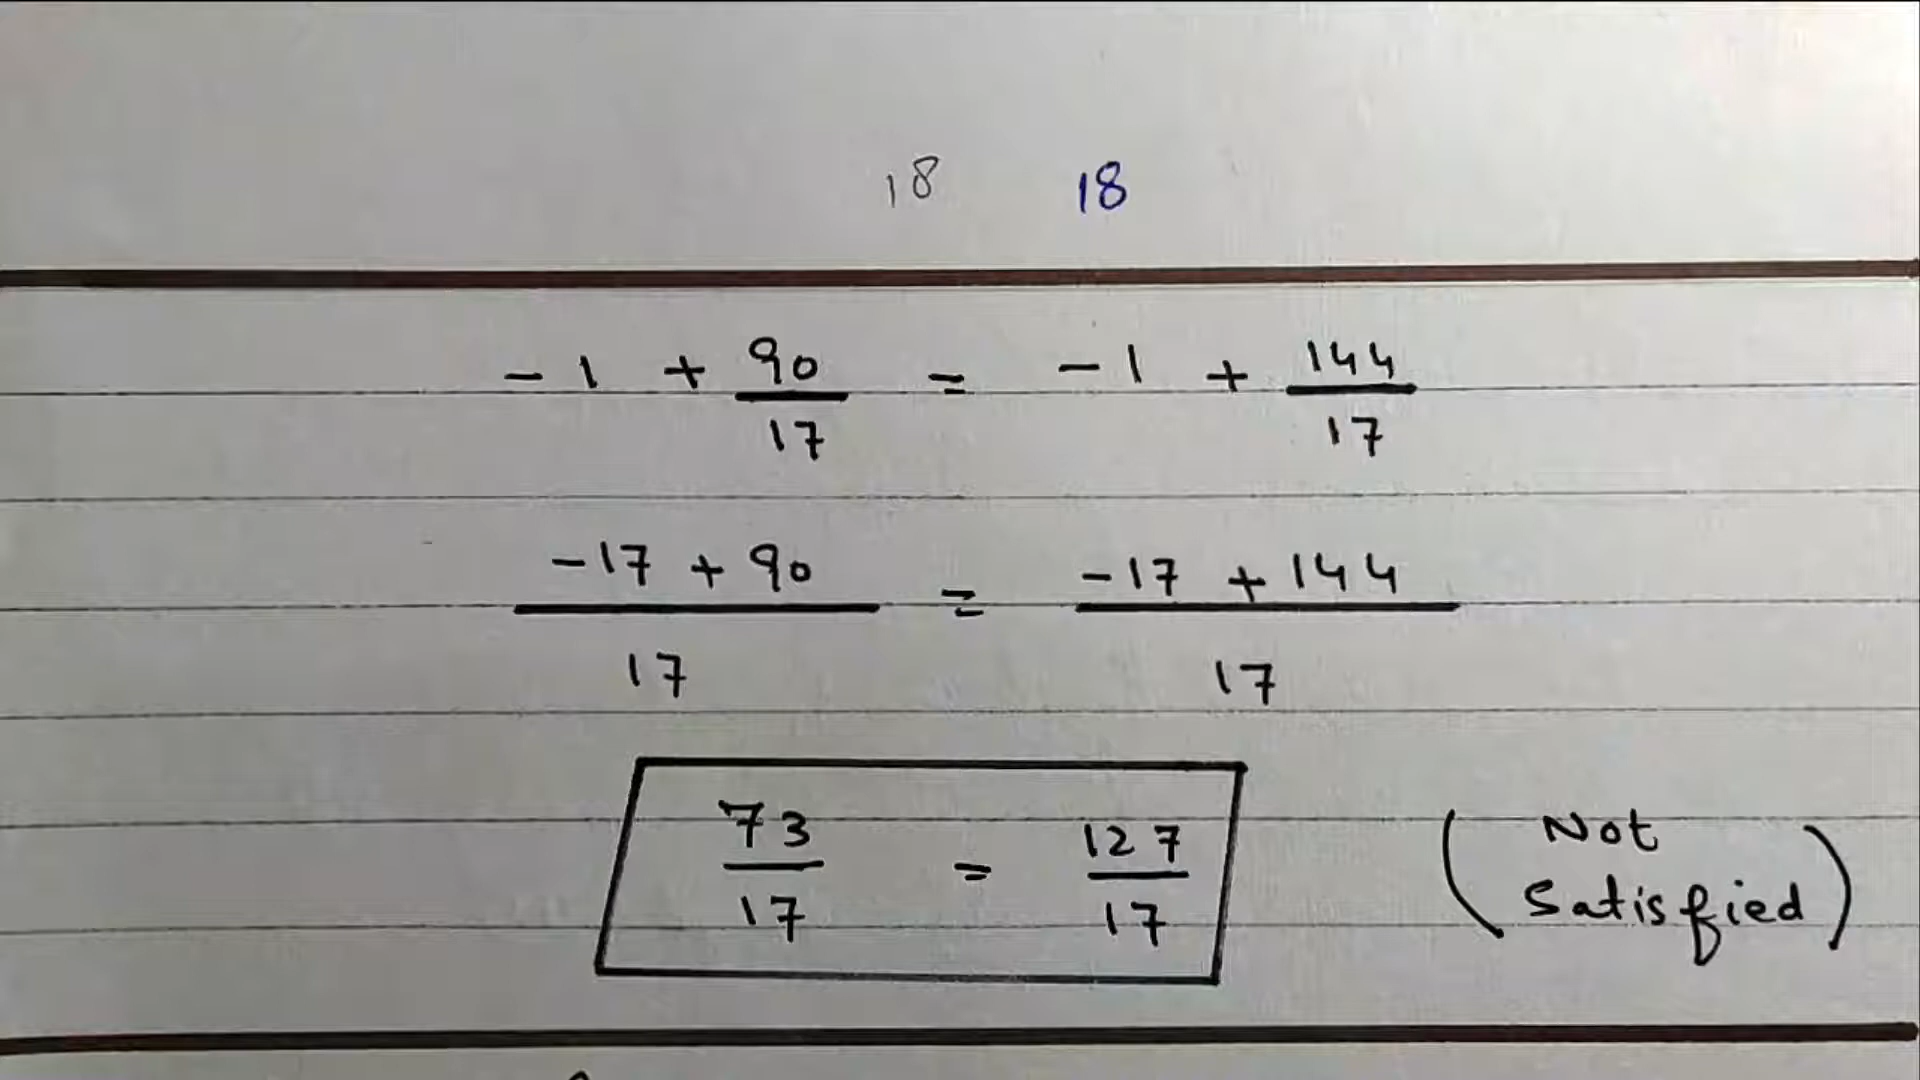 18 18
-1 + 90/17 = -1 + 144/17
-17 + 90/17 = -17 + 144/17
73/17 = 127/17 (Not Satisfied)